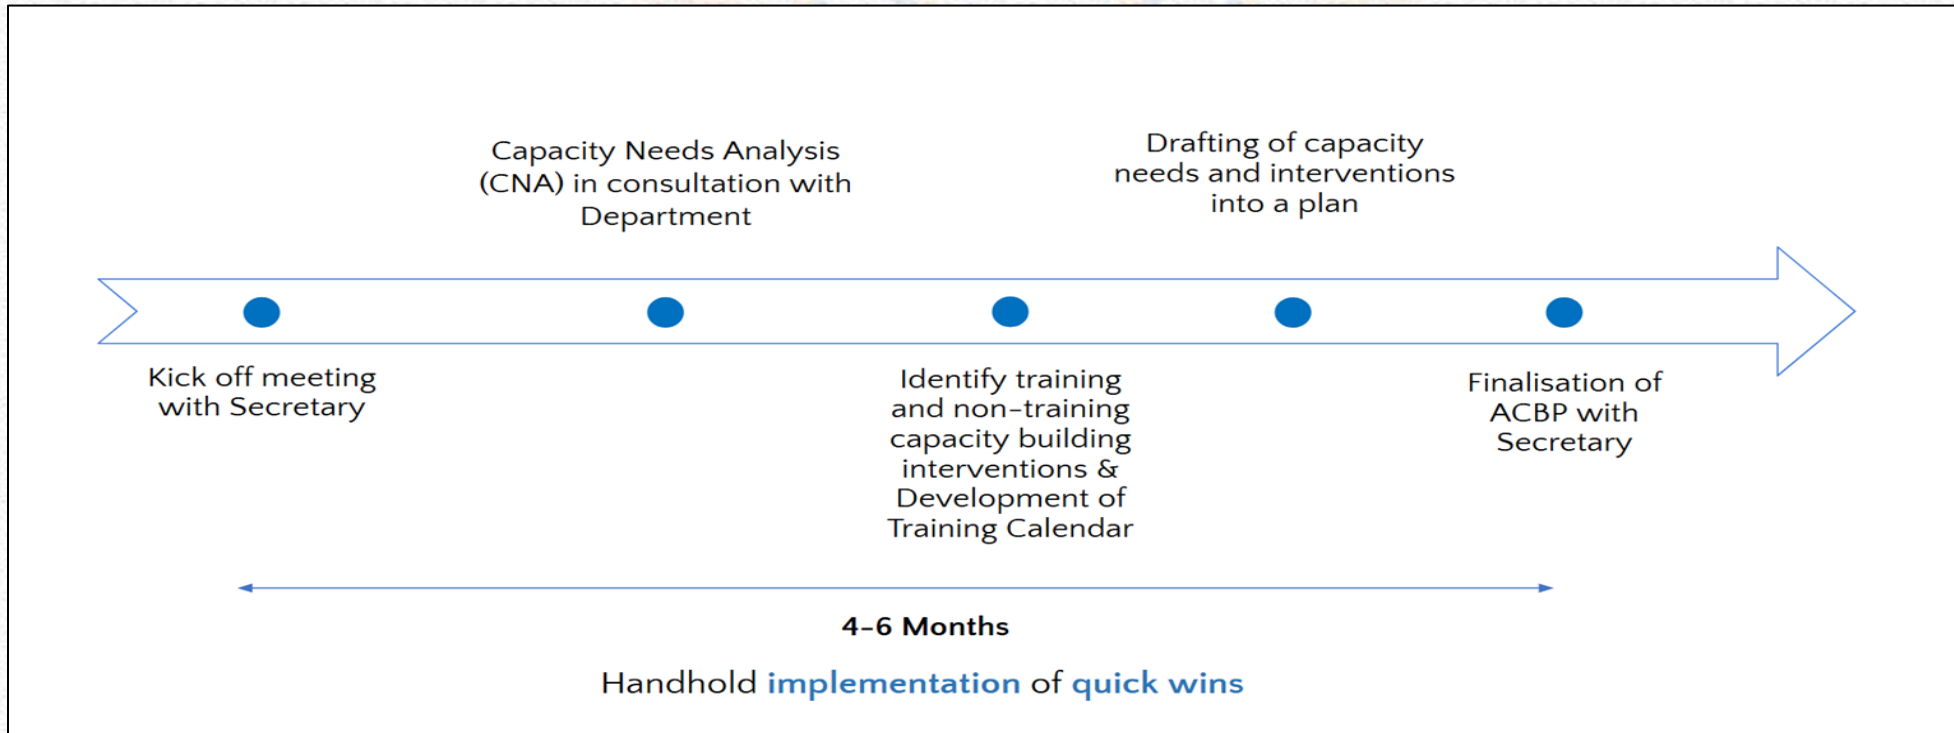 Capacity Needs Analysis
(CNA) in consultation with
Department
Drafting of capacity
needs and interventions
into a plan
Kick off meeting
with Secretary
Identify training
and non-training
capacity building
interventions &
Development of
Training Calendar
Finalisation of
ACBP with
Secretary
4-6 Months
Handhold implementation of quick wins